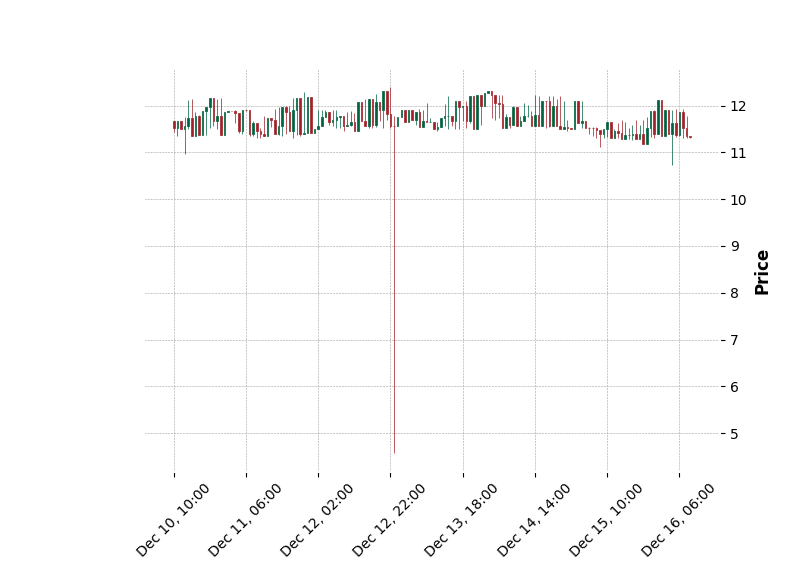 12
11
10
9
8
7
6
5
Price
Dec 10, 10:00
Dec 11, 06:00
Dec 12, 02:00
Dec 12, 22:00
Dec 13, 18:00
Dec 14, 14:00
Dec 15, 10:00
Dec 16, 06:00